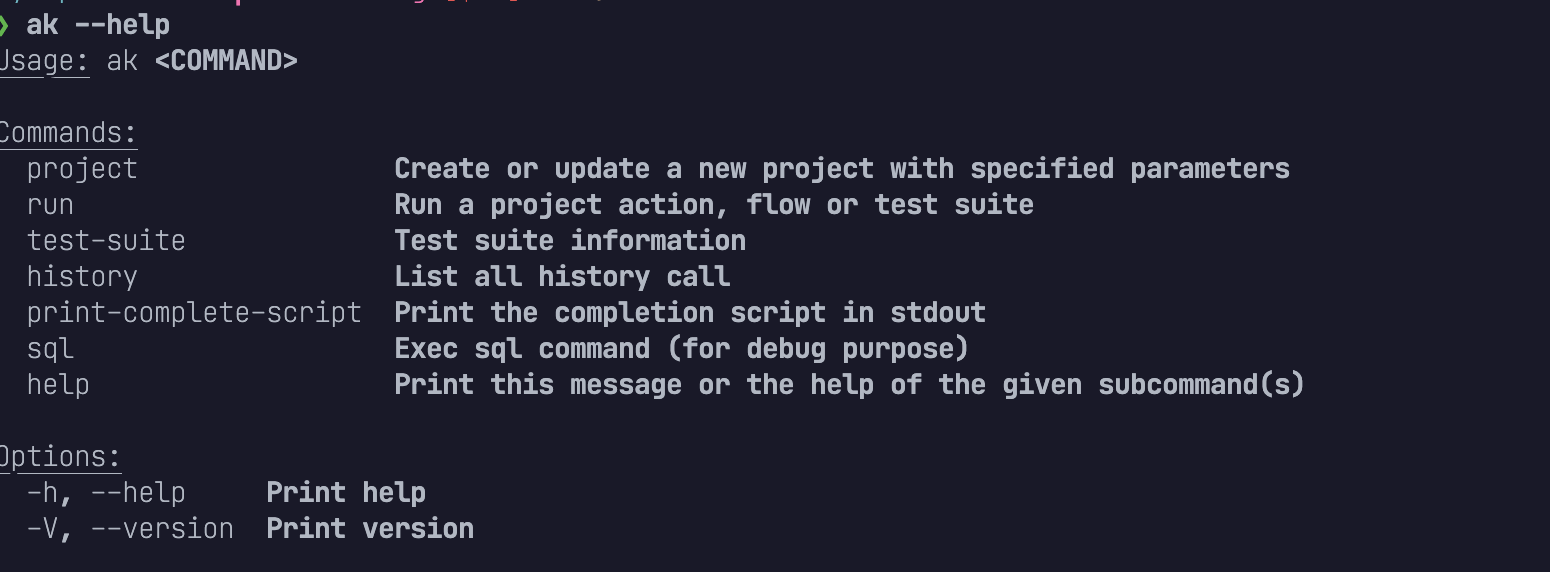 ❯ ak --help
Usage: ak <COMMAND>
Commands:
project Create or update a new project with specified parameters
run Run a project action, flow or test suite
test-suite Test suite information
history List all history call
print-complete-script Print the completion script in stdout
sql Exec sql command (for debug purpose)
help Print this message or the help of the given subcommand(s)
Options:
-h, --help Print help
-V, --version Print version